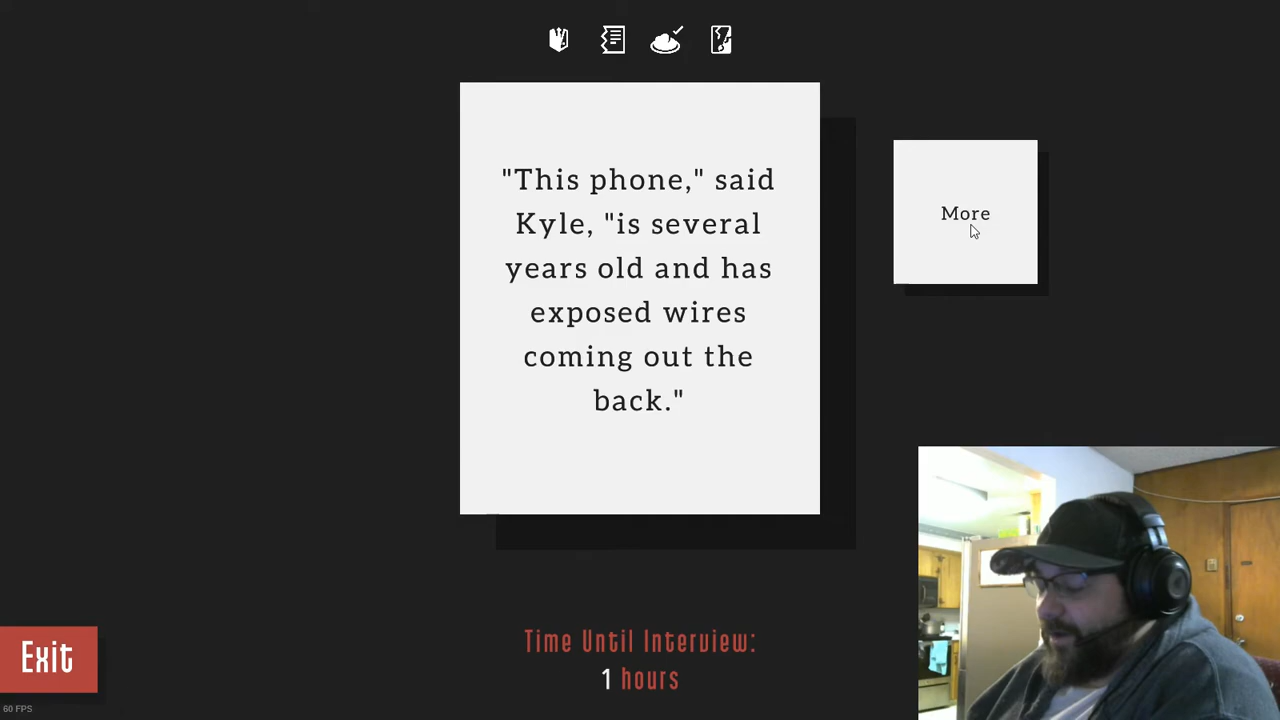 "This phone," said
Kyle, "is several
years old and has
exposed wires
coming out the
back."
More
Time Until Interview:
1 hours
Exit
60 FPS